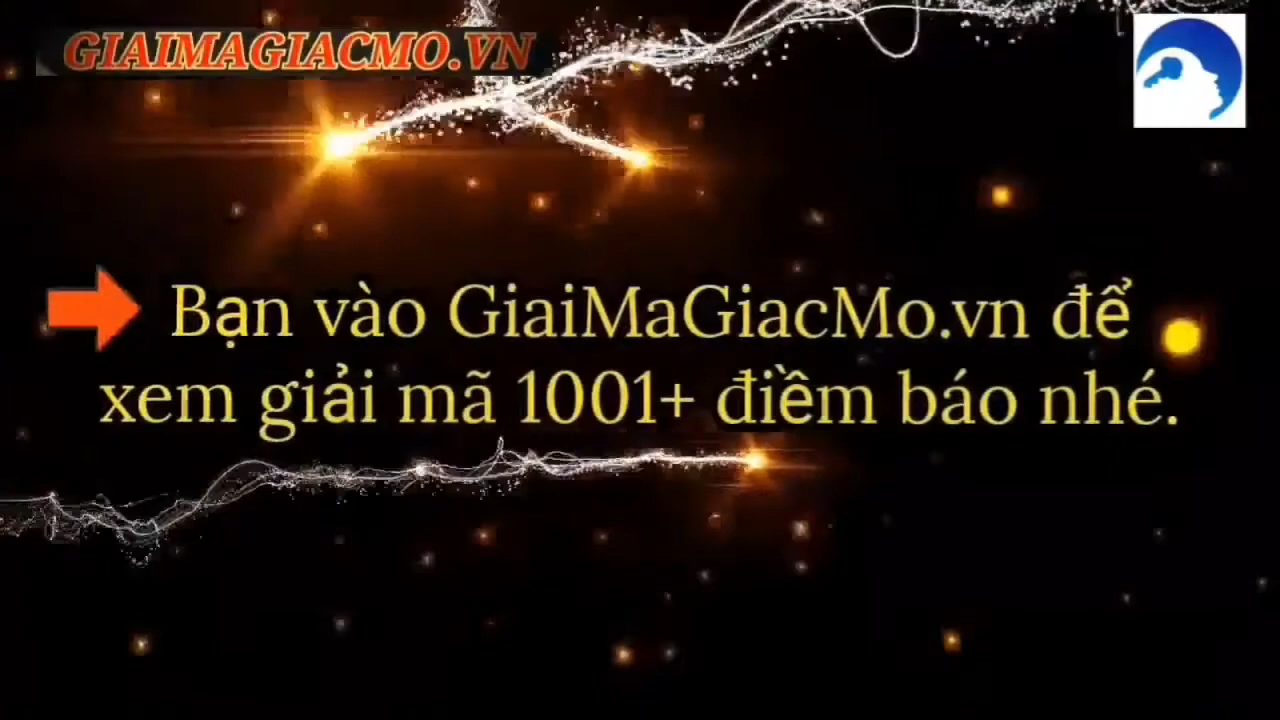 GIAIMAGIACMO.VN
Bạn vào GiaiMaGiacMo.vn để
xem giải mã 1001+ điềm báo nhé.